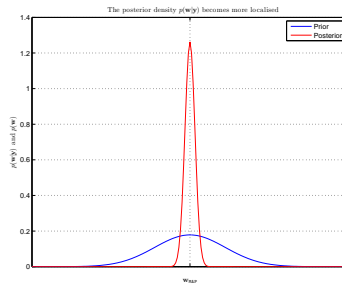 The posterior density p(w|y) becomes more localised
1.4
Prior
Posterior
1.2
1
0.8
p(w|y) and p(w)
0.6
0.4
0.2
0
w_MAP